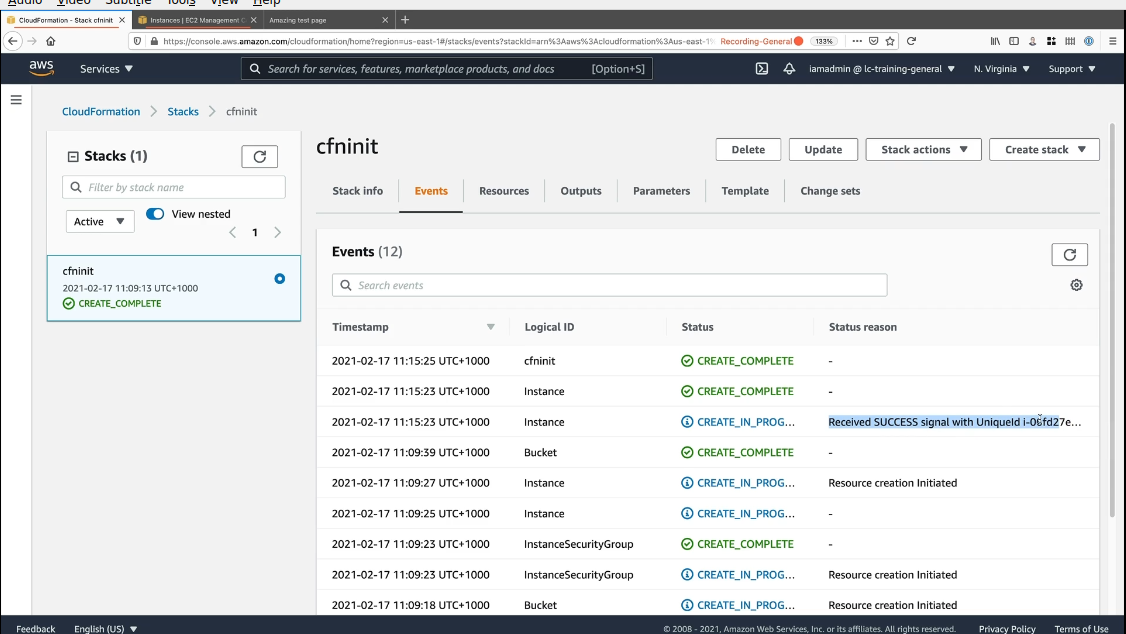 Audio Video Subtitle Tools View Help
CloudFormation - Stack cfninit Instances | EC2 Management C Amazing test page
https://console.aws.amazon.com/cloudformation/home?region=us-east-1#/stacks/events?stackId=arn%3Aaws%3Acloudformation%3Aus-east-1% Recording-General 133%
aws Services Search for services, features, marketplace products, and docs [Option+S] iamadmin @ lc-training-general N. Virginia Support
CloudFormation Stacks cfninit
Stacks (1)
Filter by stack name
Active View nested
1
cfninit
2021-02-17 11:09:13 UTC+1000
CREATE_COMPLETE
cfninit Delete Update Stack actions Create stack
Stack info Events Resources Outputs Parameters Template Change sets
Events (12)
Search events
Timestamp Logical ID Status Status reason
2021-02-17 11:15:25 UTC+1000 cfninit CREATE_COMPLETE -
2021-02-17 11:15:23 UTC+1000 Instance CREATE_COMPLETE -
2021-02-17 11:15:23 UTC+1000 Instance CREATE_IN_PROG... Received SUCCESS signal with UniqueId
2021-02-17 11:09:39 UTC+1000 Bucket CREATE_COMPLETE -
2021-02-17 11:09:27 UTC+1000 Instance CREATE_IN_PROG... Resource creation Initiated
2021-02-17 11:09:25 UTC+1000 Instance CREATE_IN_PROG... -
2021-02-17 11:09:23 UTC+1000 InstanceSecurityGroup CREATE_COMPLETE -
2021-02-17 11:09:23 UTC+1000 InstanceSecurityGroup CREATE_IN_PROG... Resource creation Initiated
2021-02-17 11:09:18 UTC+1000 Bucket CREATE_IN_PROG... Resource creation Initiated
Feedback English (US) © 2008 - 2021, Amazon Web Services, Inc. or its affiliates. All rights reserved. Privacy Policy Terms of Use